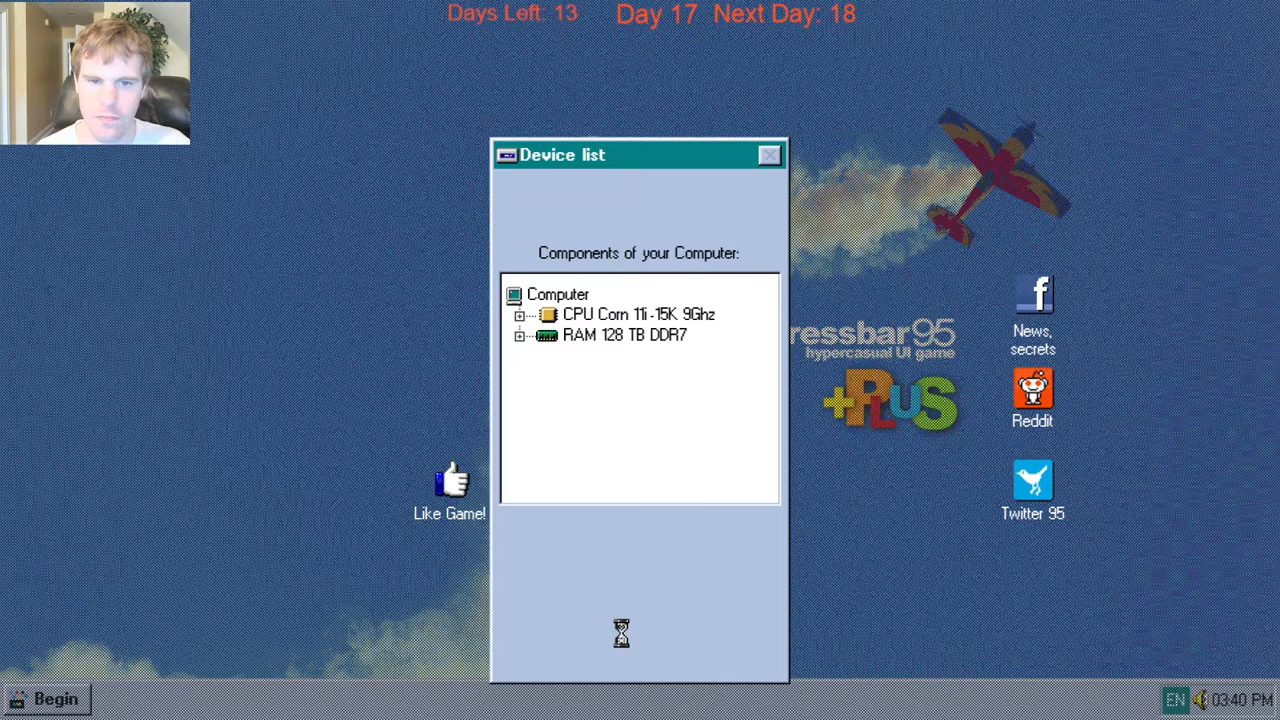 Days Left: 13 Day 17 Next Day: 18
Device list
Components of your Computer:
Computer
CPU Corn 11i-15K 9Ghz
RAM 128 TB DDR7
ressbar95
hypercasual UI game
+PLUS
News,
secrets
Reddit
Like Game!
Twitter 95
Begin
EN 03:40 PM